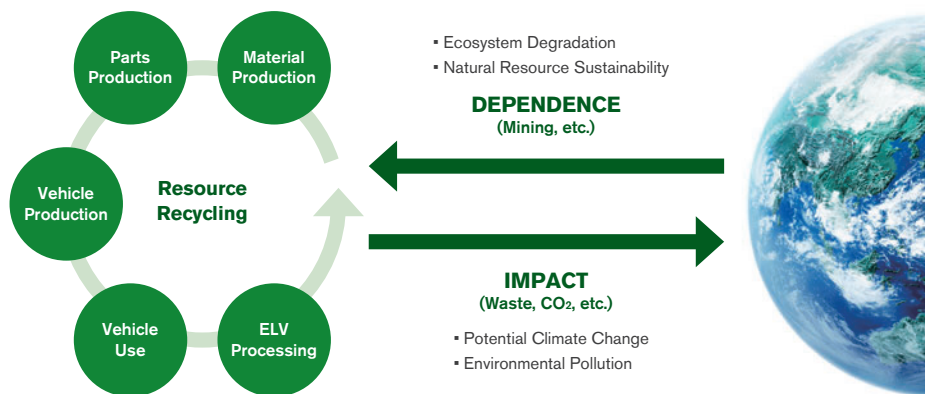 Parts
Production
Material
Production
Vehicle
Production
Resource
Recycling
Vehicle
Use
ELV
Processing
▪ Ecosystem Degradation
▪ Natural Resource Sustainability
DEPENDENCE
(Mining, etc.)
IMPACT
(Waste, CO₂, etc.)
▪ Potential Climate Change
▪ Environmental Pollution